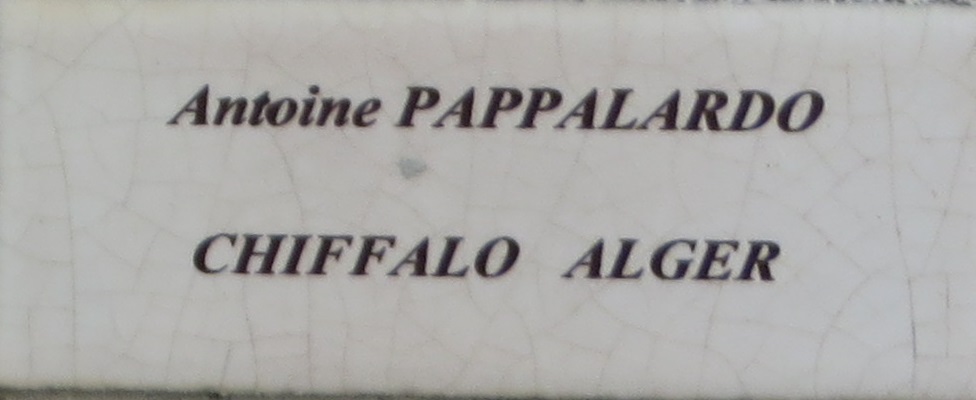 Antoine PAPPALARDO
CHIFFALO ALGER